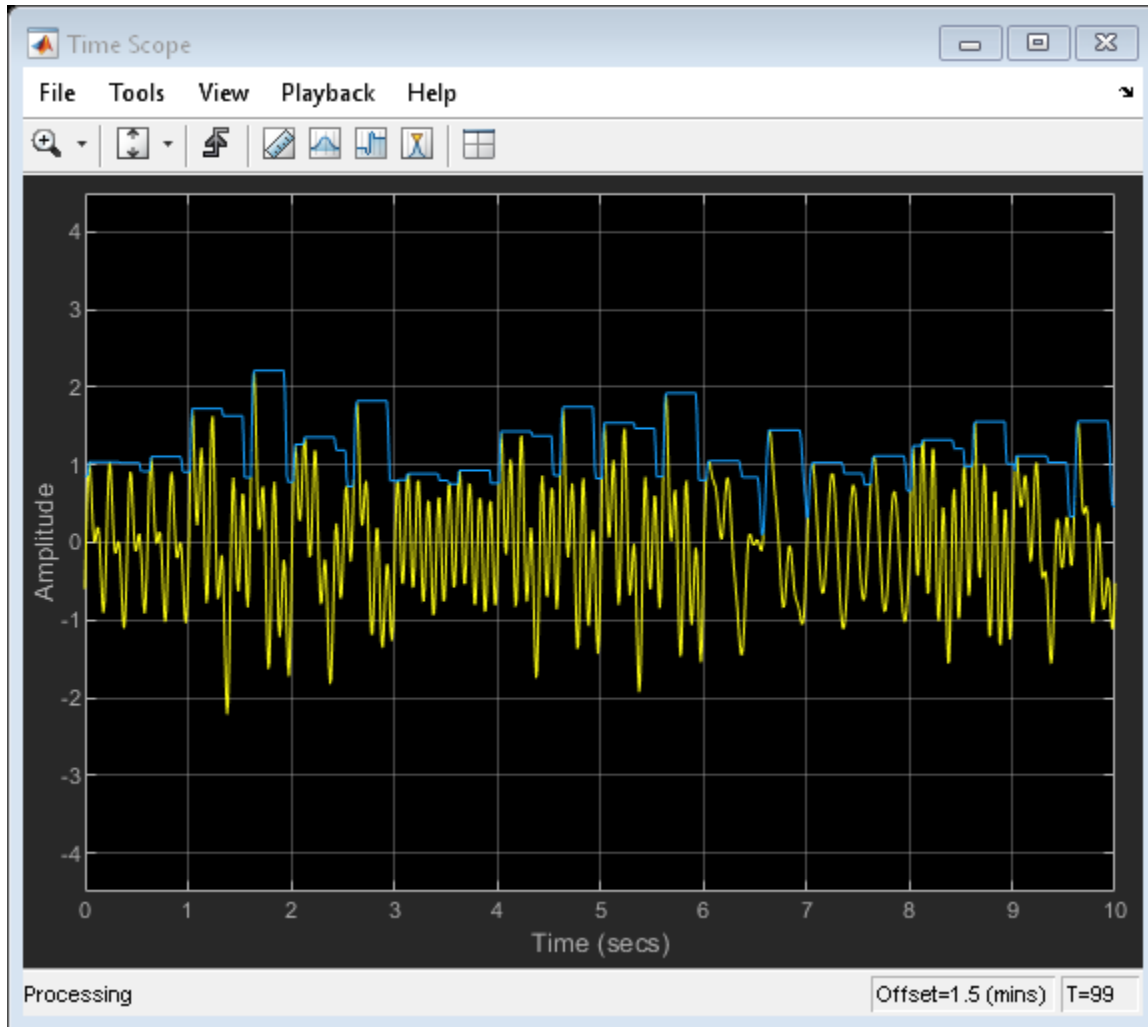 Time Scope
File Tools View Playback Help
4
3
2
1
0
-1
-2
-3
-4
Amplitude
0 1 2 3 4 5 6 7 8 9 10
Time (secs)
Processing Offset=1.5 (mins) T=99